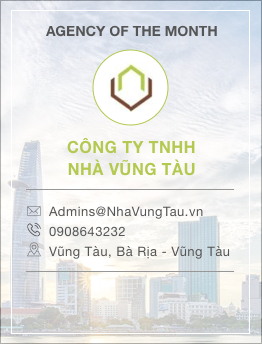 AGENCY OF THE MONTH
CÔNG TY TNHH
NHÀ VŨNG TÀU
Admins@NhaVungTau.vn
0908643232
Vũng Tàu, Bà Rịa - Vũng Tàu